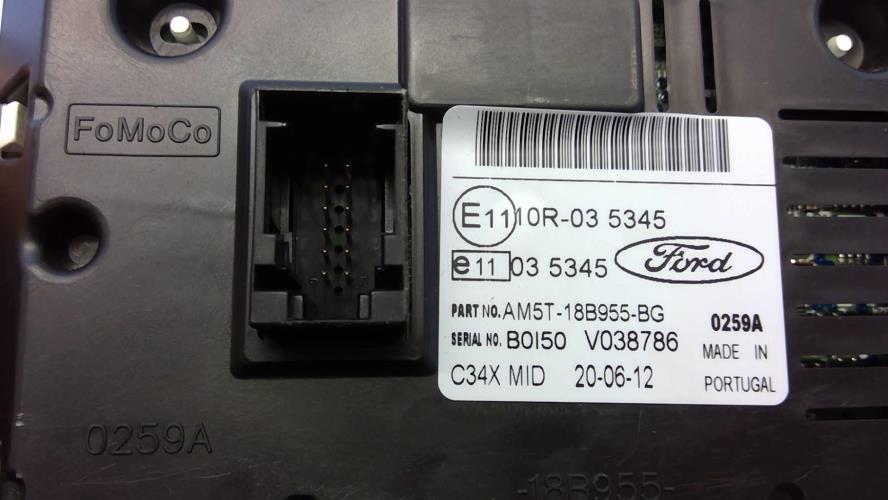 FoMoCo
E11 10R-03 5345
e11 03 5345
Ford
PART NO. AM5T-18B955-BG
0259A
SERIAL NO. B0I50 V038786
MADE IN
PORTUGAL
C34X MID 20-06-12
0259A
-18B955-